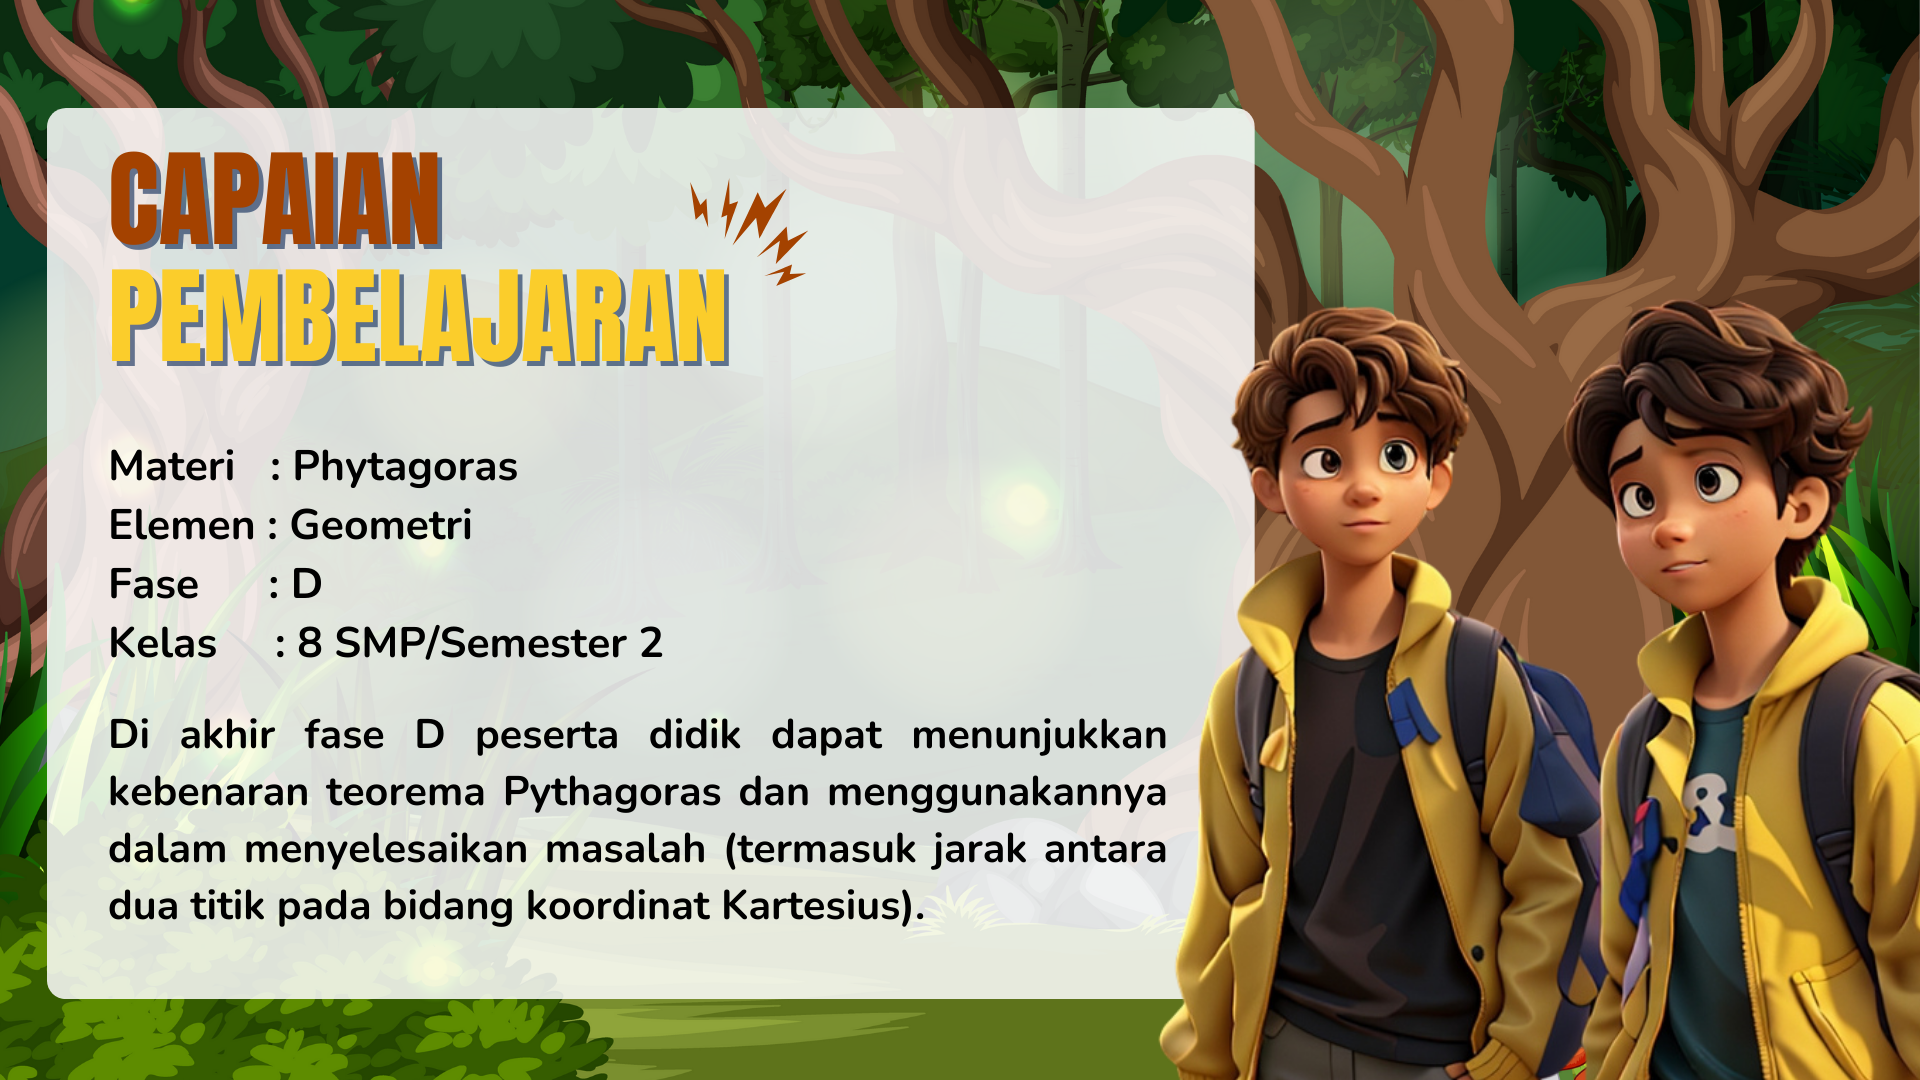 CAPAIAN
PEMBELAJARAN
Materi : Phytagoras
Elemen : Geometri
Fase : D
Kelas : 8 SMP/Semester 2
Di akhir fase D peserta didik dapat menunjukkan
kebenaran teorema Pythagoras dan menggunakannya
dalam menyelesaikan masalah (termasuk jarak antara
dua titik pada bidang koordinat Kartesius).
&